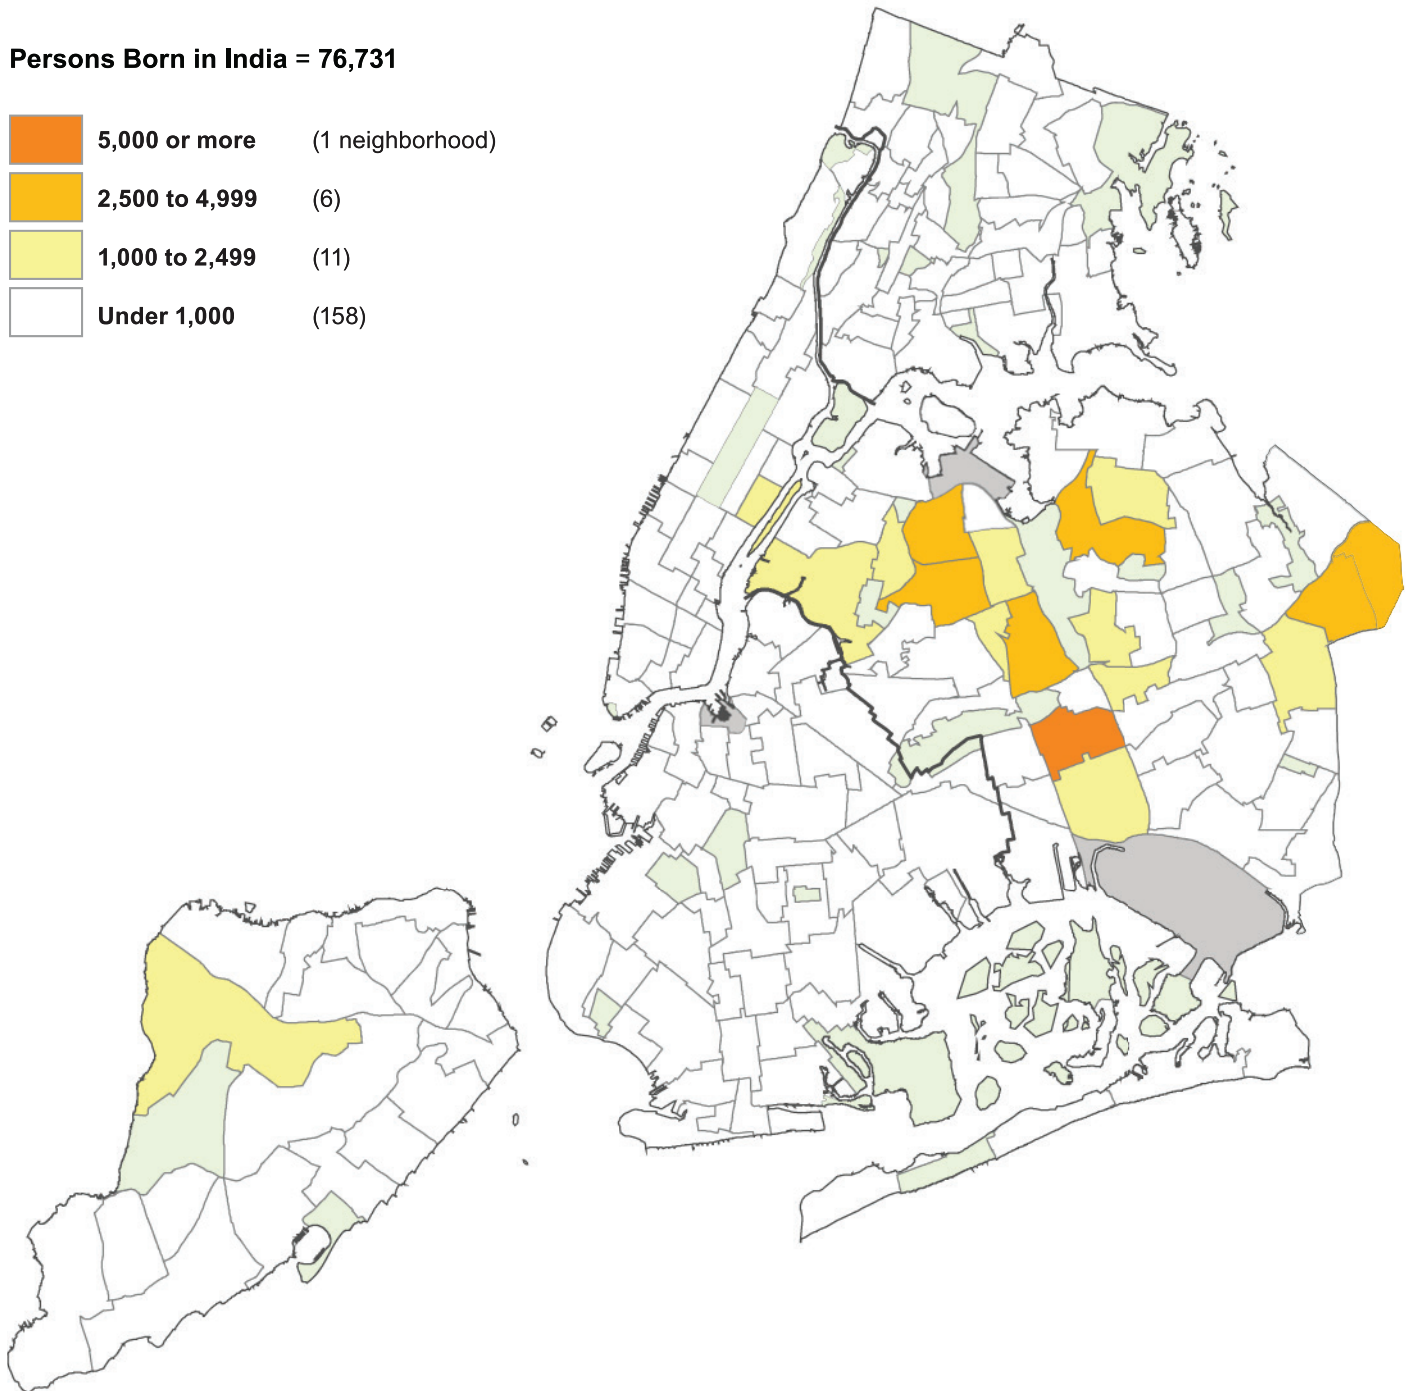 Persons Born in India = 76,731
5,000 or more (1 neighborhood)
2,500 to 4,999 (6)
1,000 to 2,499 (11)
Under 1,000 (158)